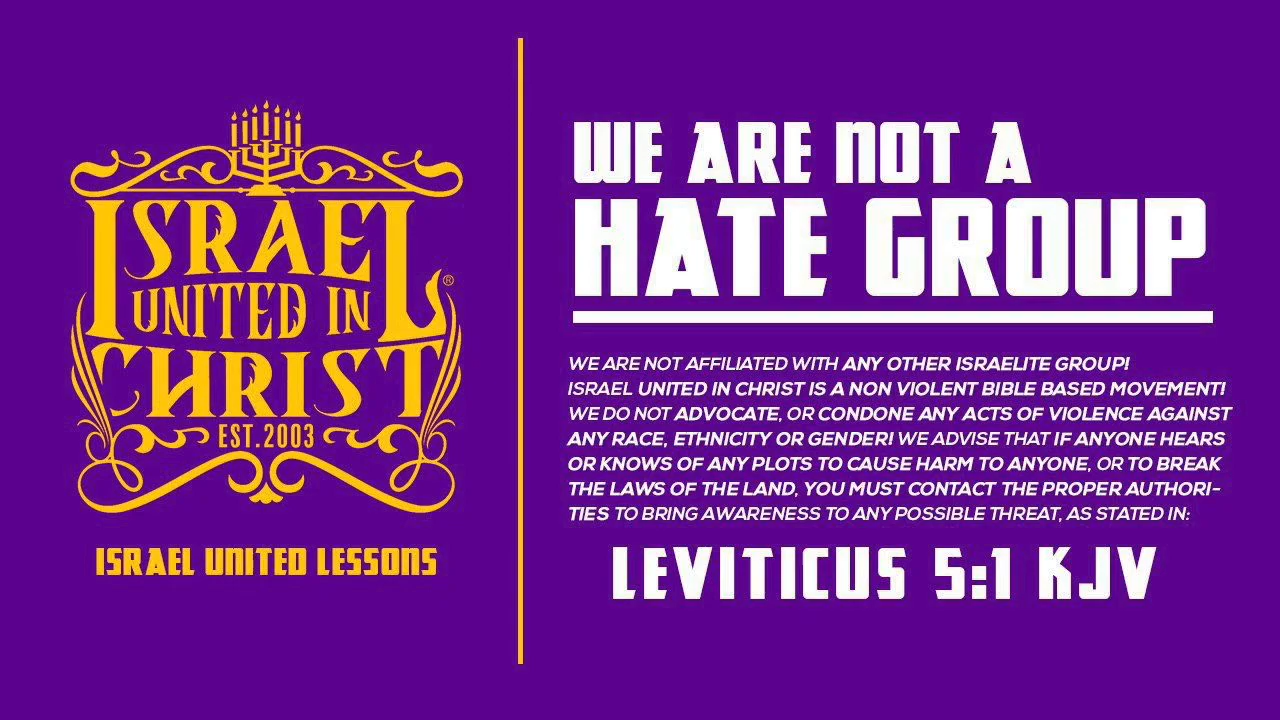 ISRAEL
UNITED IN
CHRIST
EST.2003
®
ISRAEL UNITED LESSONS
WE ARE NOT A
HATE GROUP
WE ARE NOT AFFILIATED WITH ANY OTHER ISRAELITE GROUP!
ISRAEL UNITED IN CHRIST IS A NON VIOLENT BIBLE BASED MOVEMENT!
WE DO NOT ADVOCATE, OR CONDONE ANY ACTS OF VIOLENCE AGAINST
ANY RACE, ETHNICITY OR GENDER! WE ADVISE THAT IF ANYONE HEARS
OR KNOWS OF ANY PLOTS TO CAUSE HARM TO ANYONE, OR TO BREAK
THE LAWS OF THE LAND, YOU MUST CONTACT THE PROPER AUTHORI-
TIES TO BRING AWARENESS TO ANY POSSIBLE THREAT, AS STATED IN:
LEVITICUS 5:1 KJV